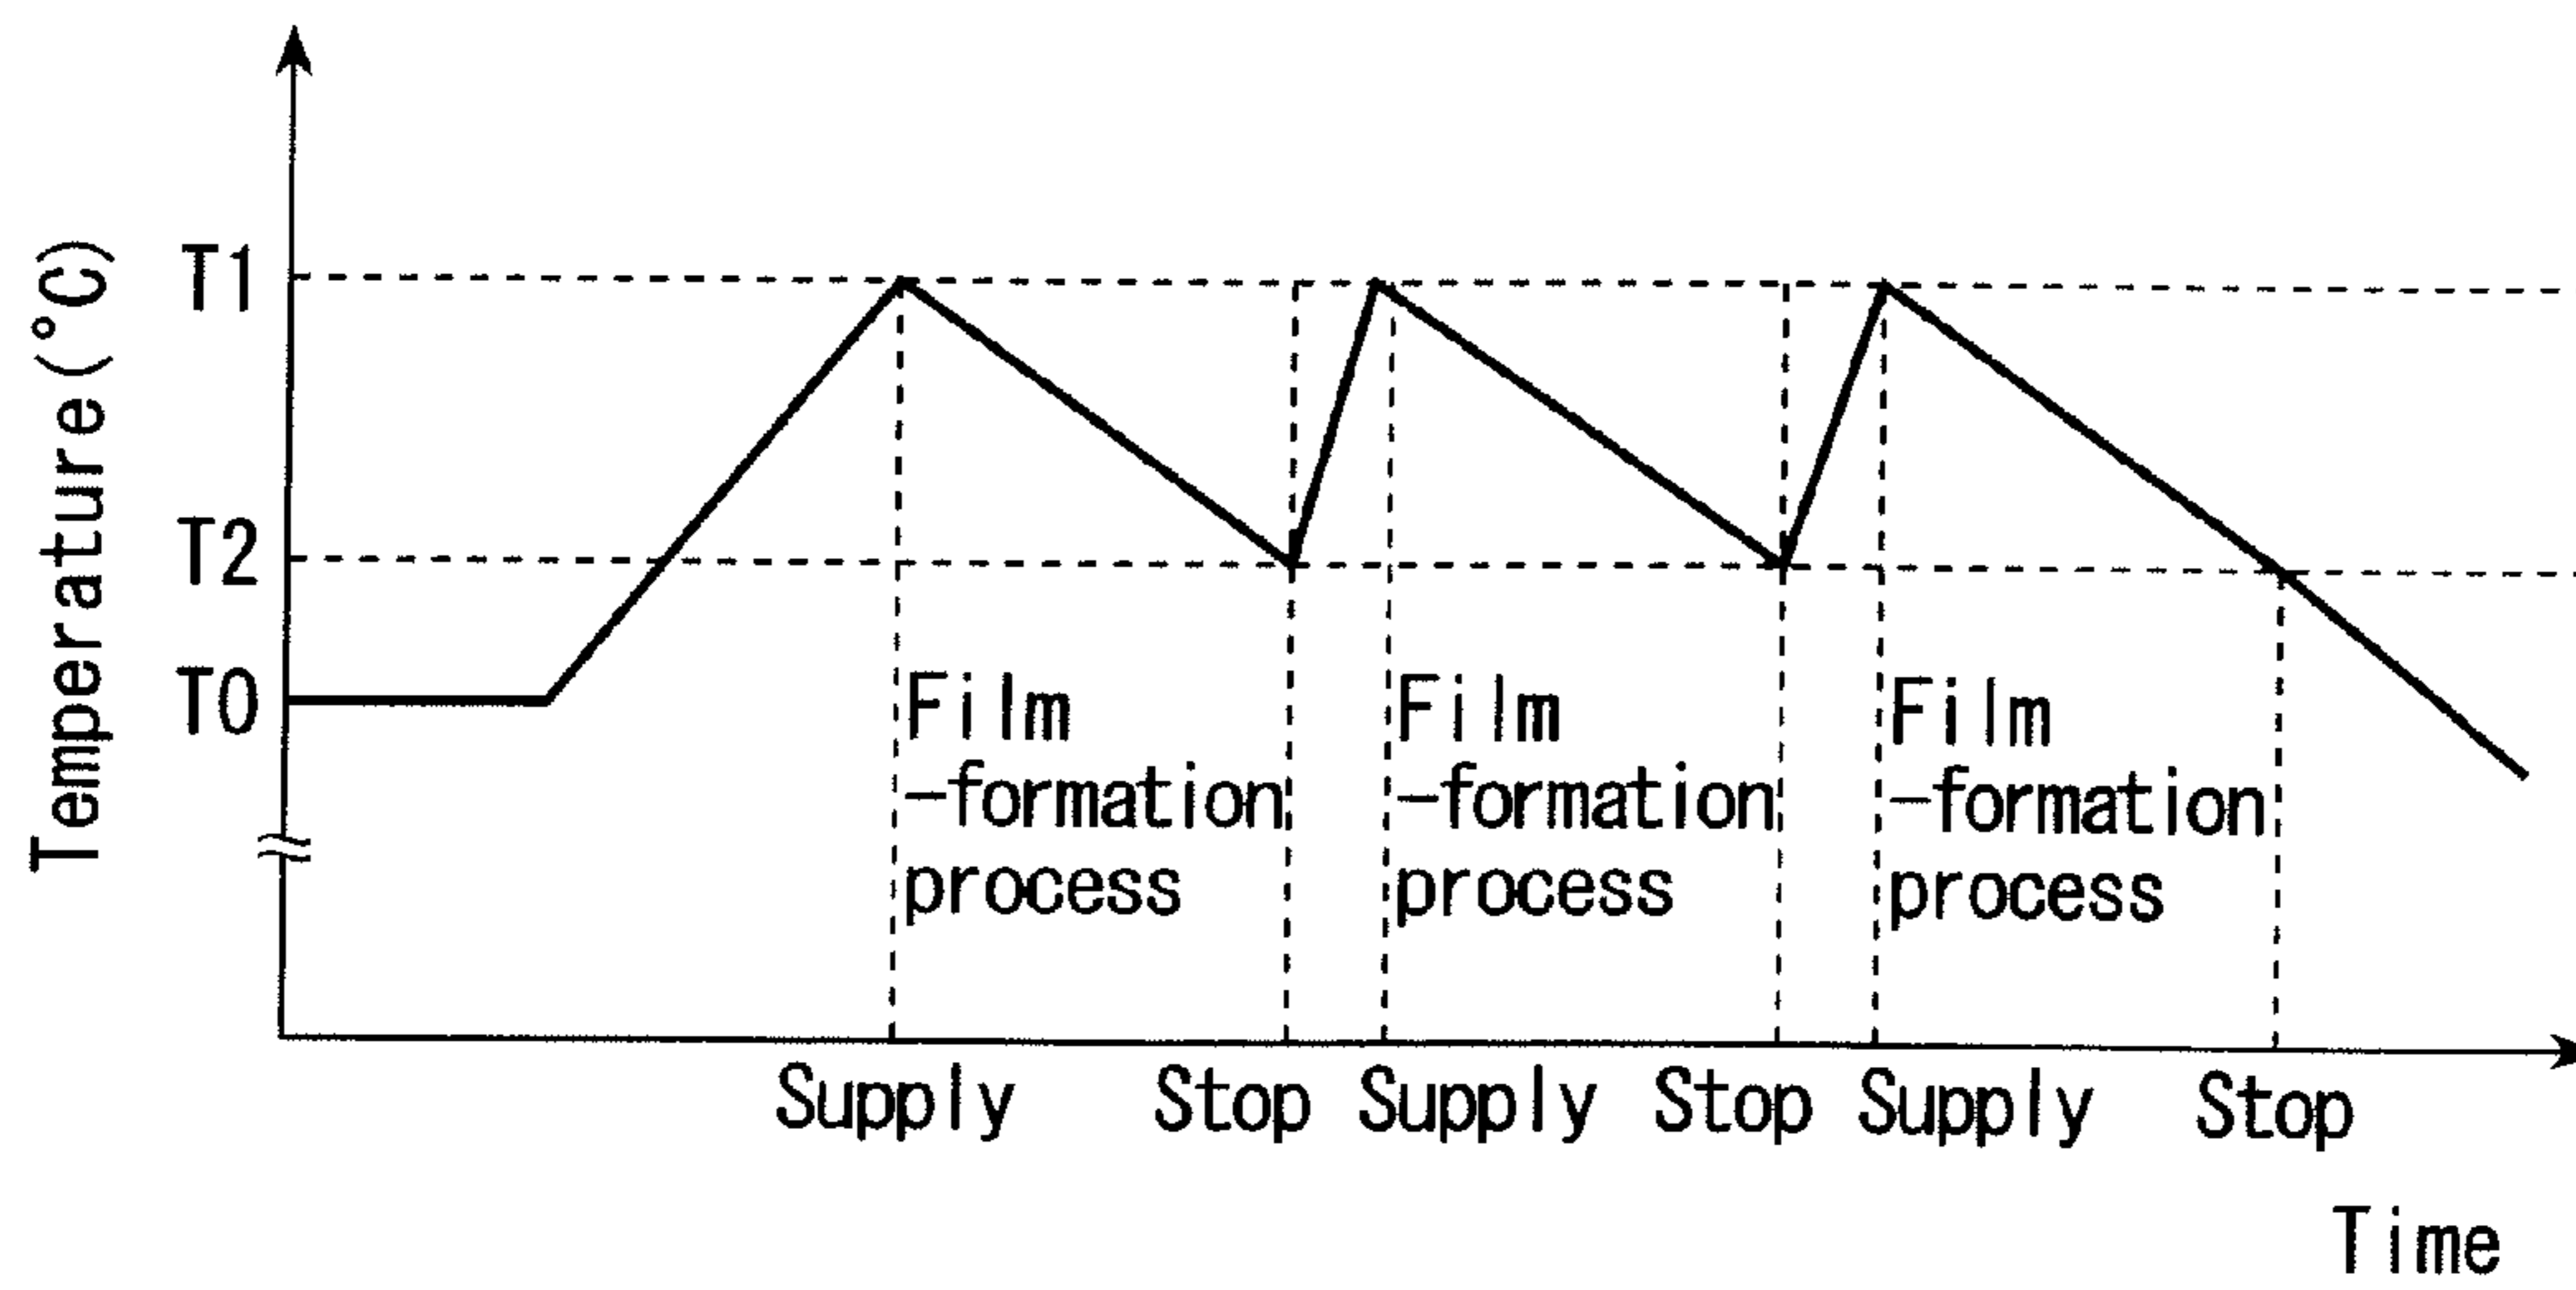 Temperature(°C)
T1
T2
T0
Film
-formation
process
Film
-formation
process
Film
-formation
process
Supply Stop Supply Stop Supply Stop
Time